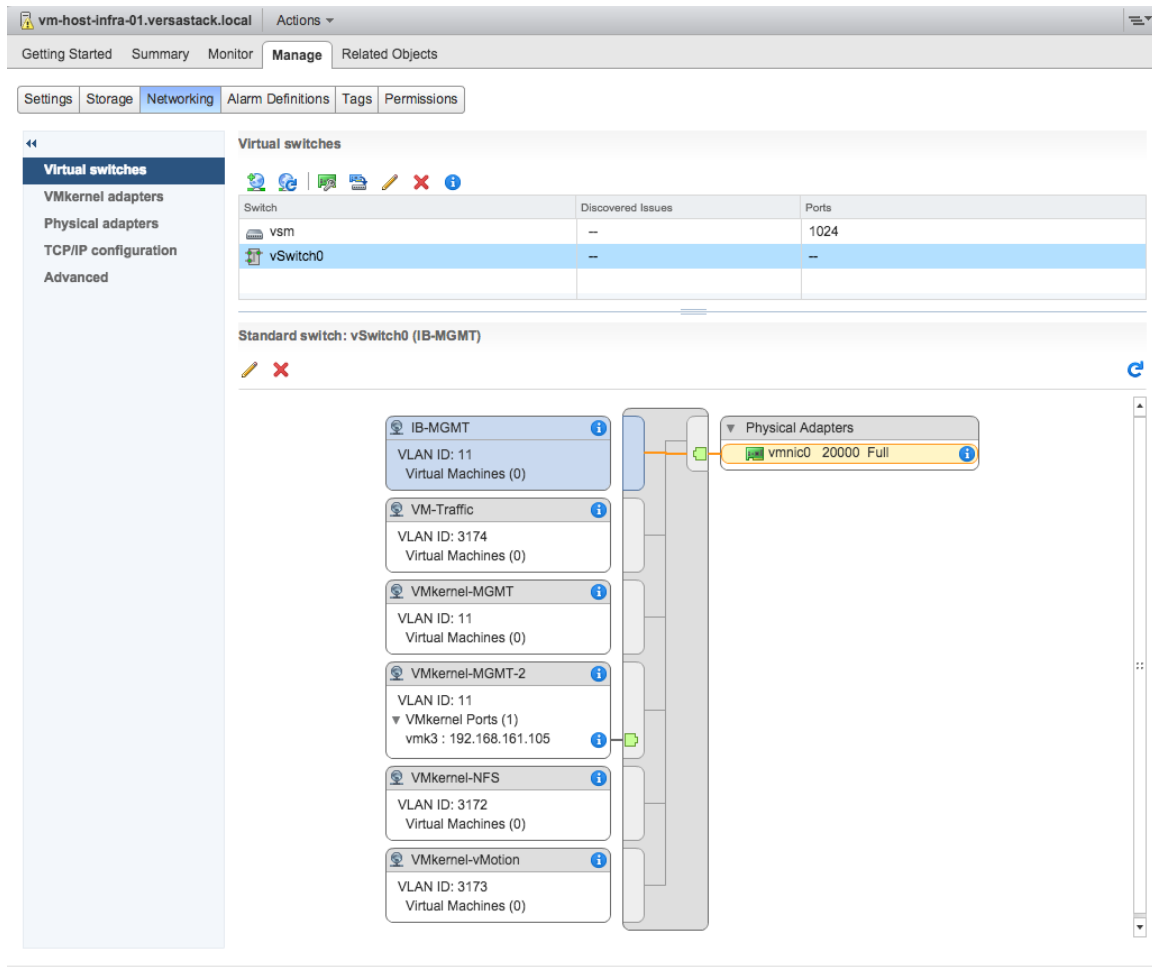 vm-host-infra-01.versastack.local Actions
Getting Started Summary Monitor Manage Related Objects
Settings Storage Networking Alarm Definitions Tags Permissions
Virtual switches
VMkernel adapters
Physical adapters
TCP/IP configuration
Advanced
Virtual switches
Switch Discovered Issues Ports
vsm -- 1024
vSwitch0 -- --
Standard switch: vSwitch0 (IB-MGMT)
IB-MGMT
VLAN ID: 11
Virtual Machines (0)
VM-Traffic
VLAN ID: 3174
Virtual Machines (0)
VMkernel-MGMT
VLAN ID: 11
Virtual Machines (0)
VMkernel-MGMT-2
VLAN ID: 11
VMkernel Ports (1)
vmk3 : 192.168.161.105
VMkernel-NFS
VLAN ID: 3172
Virtual Machines (0)
VMkernel-vMotion
VLAN ID: 3173
Virtual Machines (0)
Physical Adapters
vmnic0 20000 Full